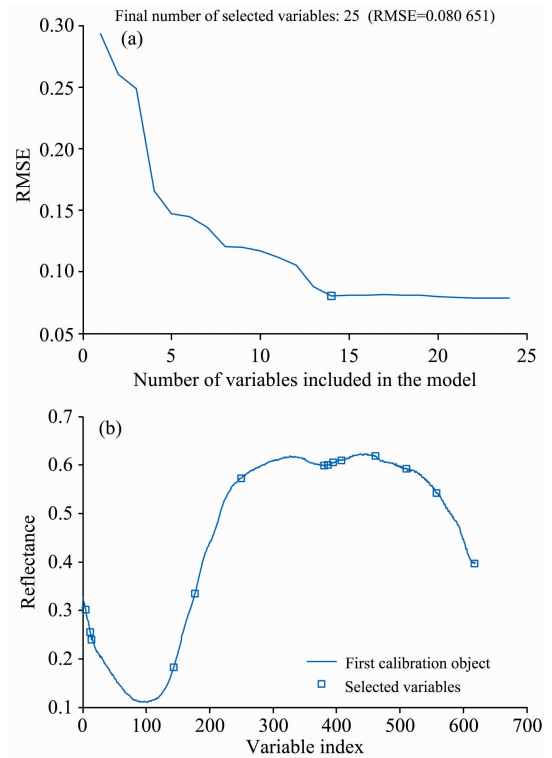 Final number of selected variables: 25 (RMSE=0.080 651)
(a)
0.30
0.25
0.20
0.15
0.10
0.05
RMSE
0 5 10 15 20 25
Number of variables included in the model
(b)
0.7
0.6
0.5
0.4
0.3
0.2
0.1
Reflectance
First calibration object
Selected variables
0 100 200 300 400 500 600 700
Variable index